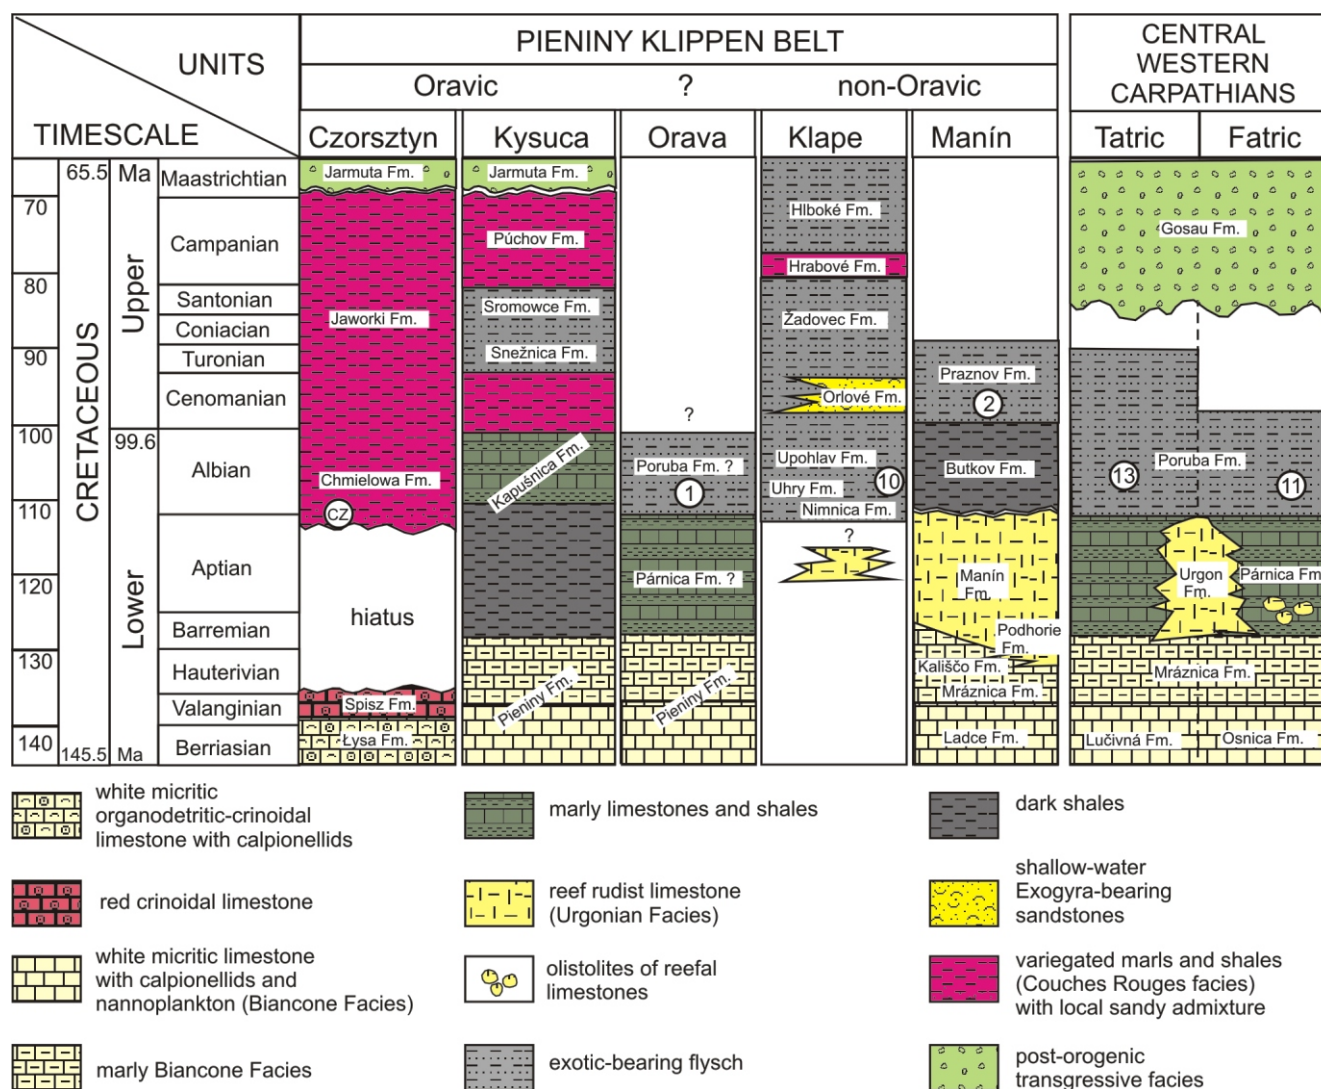 UNITS
TIMESCALE
PIENINY KLIPPEN BELT
Oravic
?
non-Oravic
Czorsztyn
Kysuca
Orava
Klape
Manín
CENTRAL
WESTERN
CARPATHIANS
Tatric
Fatric
70
80
90
100
110
120
130
140
CRETACEOUS
65.5
Ma
99.6
145.5
Ma
Upper
Lower
Maastrichtian
Campanian
Santonian
Coniacian
Turonian
Cenomanian
Albian
Aptian
Barremian
Hauterivian
Valanginian
Berriasian
Jarmuta Fm.
Jaworki Fm.
Chmielowa Fm.
CZ
hiatus
Spisz Fm.
Łysa Fm.
Jarmuta Fm.
Púchov Fm.
Sromowce Fm.
Snežnica Fm.
Kapušnica Fm.
Pieniny Fm.
?
Poruba Fm. ?
1
Párnica Fm. ?
Pieniny Fm.
Hlboké Fm.
Hrabové Fm.
Žadovec Fm.
Orlové Fm.
Upohlav Fm.
Uhry Fm.
10
Nimnica Fm.
?
Praznov Fm.
2
Butkov Fm.
Manín
Fm.
Podhorie
Fm.
Kališčo Fm.
Mráznica Fm.
Ladce Fm.
Gosau Fm.
Poruba Fm.
13
11
Urgon
Fm.
Párnica Fm.
Mráznica Fm.
Lučivná Fm.
Osnica Fm.
white micritic
organodetritic-crinoidal
limestone with calpionellids
red crinoidal limestone
white micritic limestone
with calpionellids and
nannoplankton (Biancone Facies)
marly Biancone Facies
marly limestones and shales
reef rudist limestone
(Urgonian Facies)
olistolites of reefal
limestones
exotic-bearing flysch
dark shales
shallow-water
Exogyra-bearing
sandstones
variegated marls and shales
(Couches Rouges facies)
with local sandy admixture
post-orogenic
transgressive facies